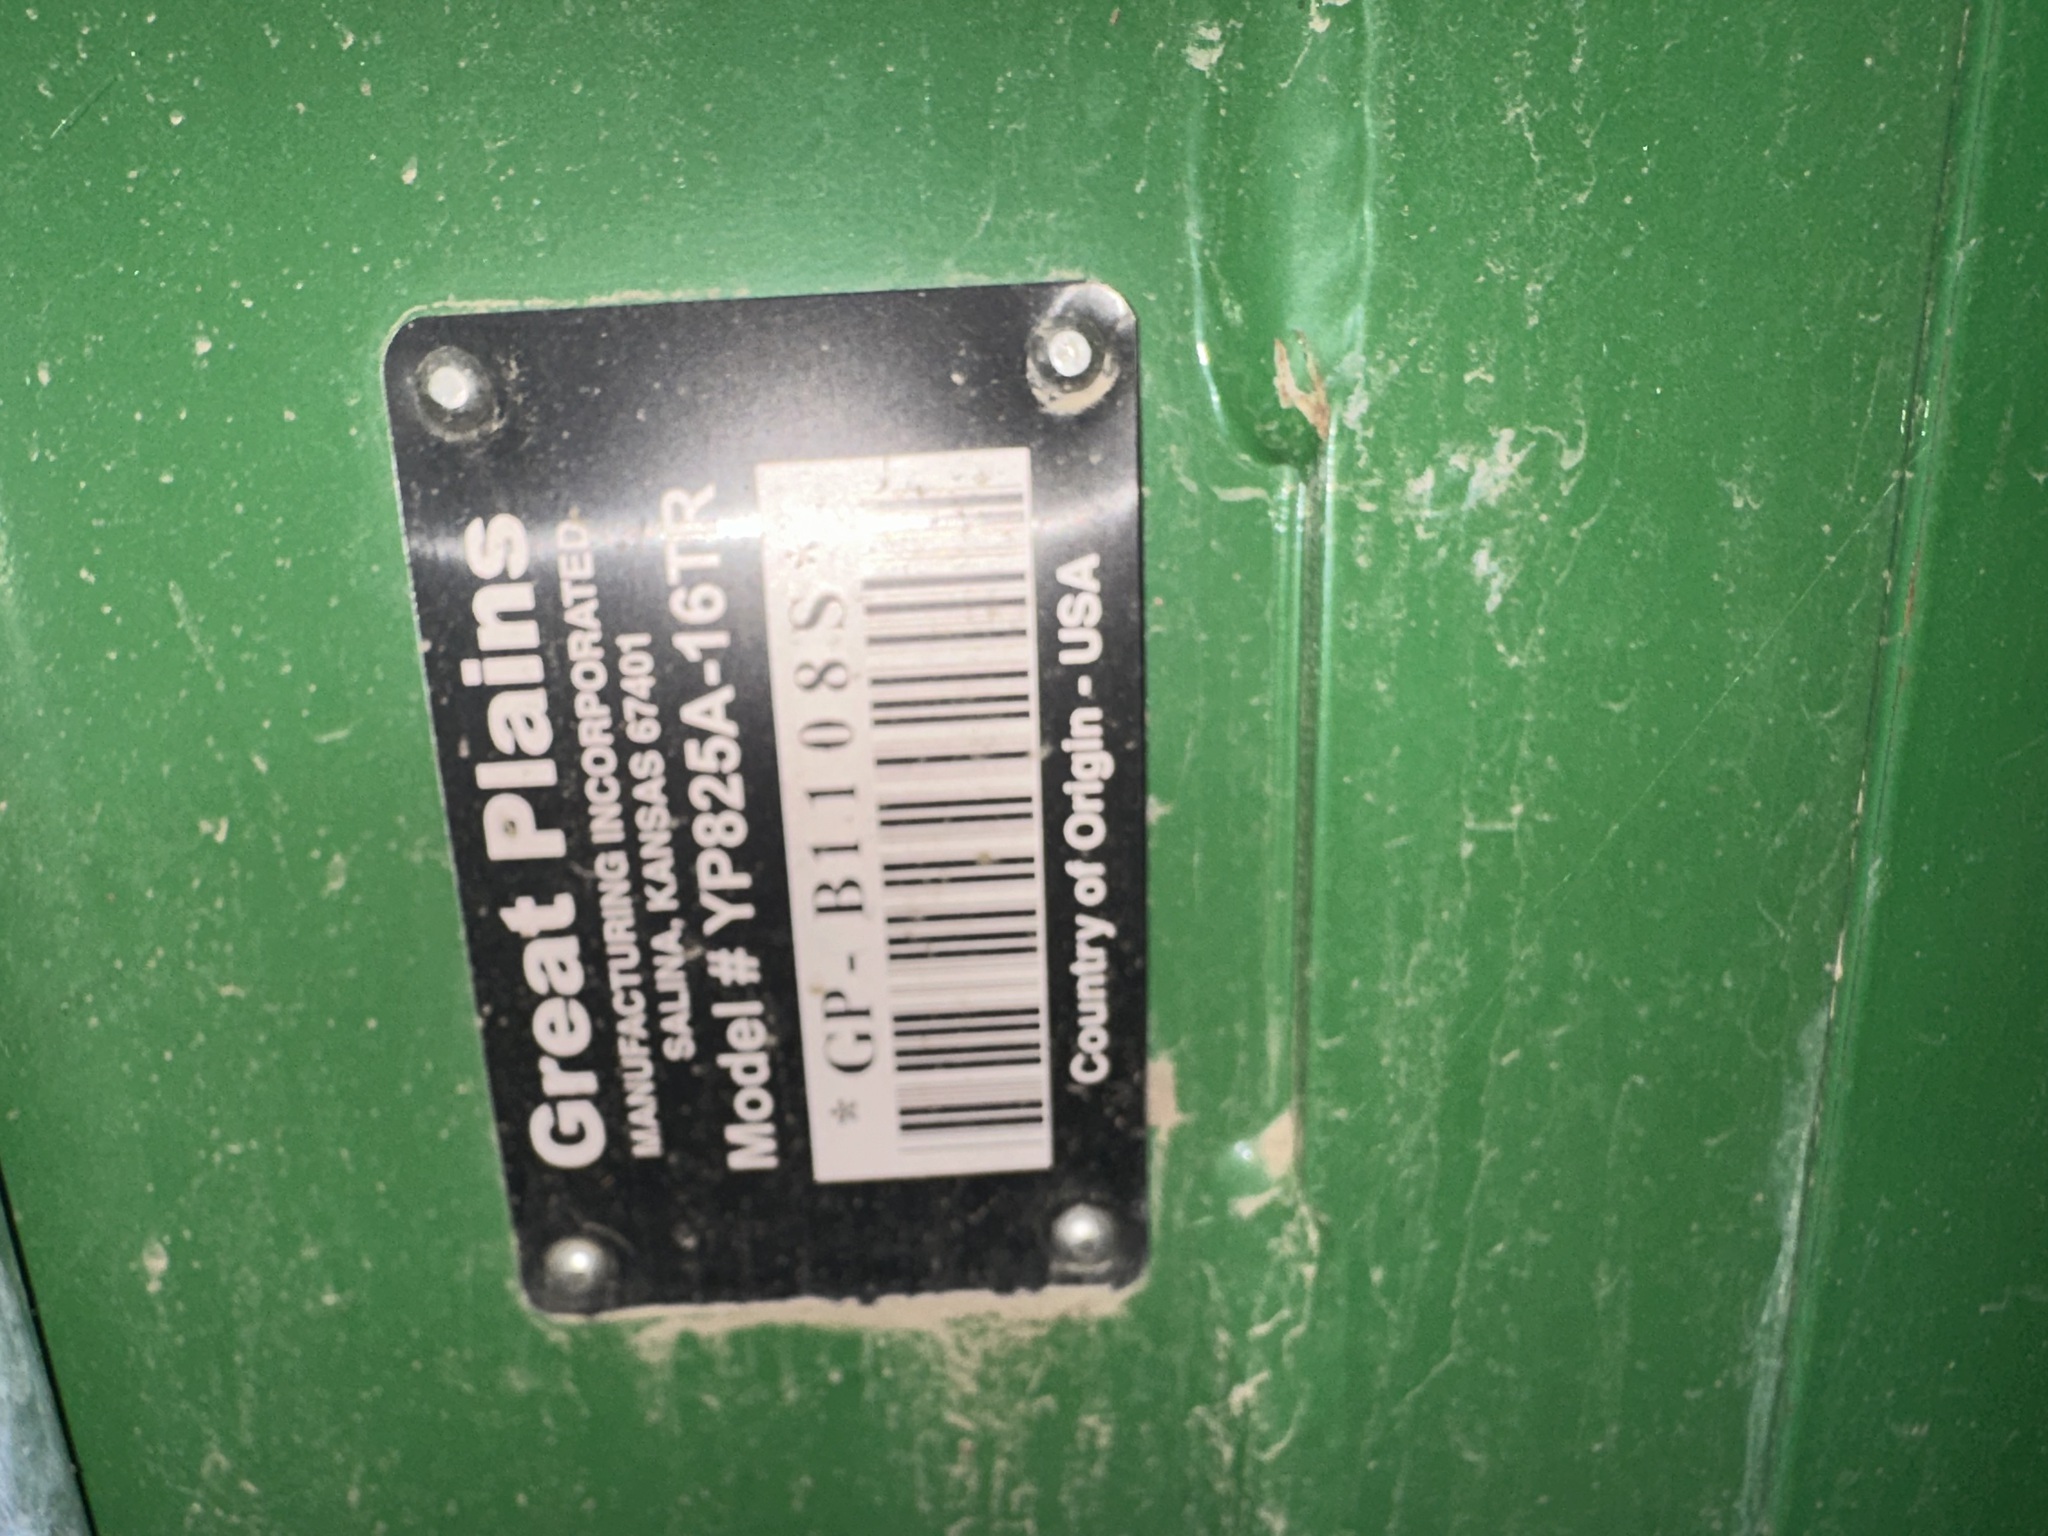 Great Plains
MANUFACTURING INCORPORATED
SALINA, KANSAS 67401
Model # YP825A-16TR
*GP-B1108S*
Country of Origin - USA